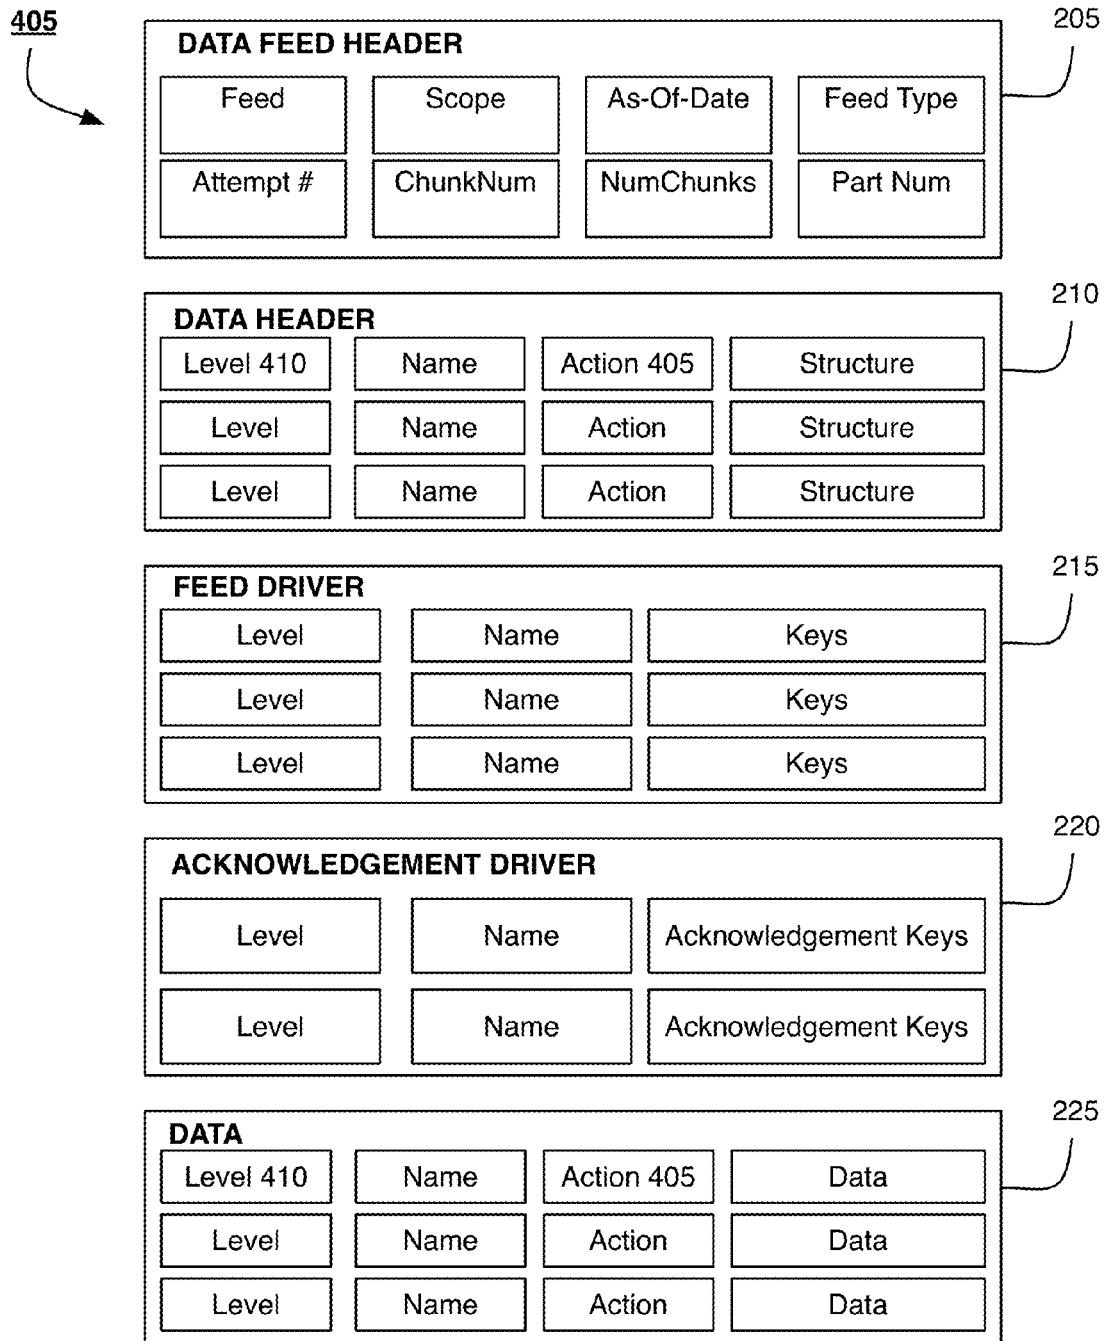 405
205
DATA FEED HEADER
Feed Scope As-Of-Date Feed Type
Attempt # ChunkNum NumChunks Part Num
210
DATA HEADER
Level 410 Name Action 405 Structure
Level Name Action Structure
Level Name Action Structure
215
FEED DRIVER
Level Name Keys
Level Name Keys
Level Name Keys
220
ACKNOWLEDGEMENT DRIVER
Level Name Acknowledgement Keys
Level Name Acknowledgement Keys
225
DATA
Level 410 Name Action 405 Data
Level Name Action Data
Level Name Action Data